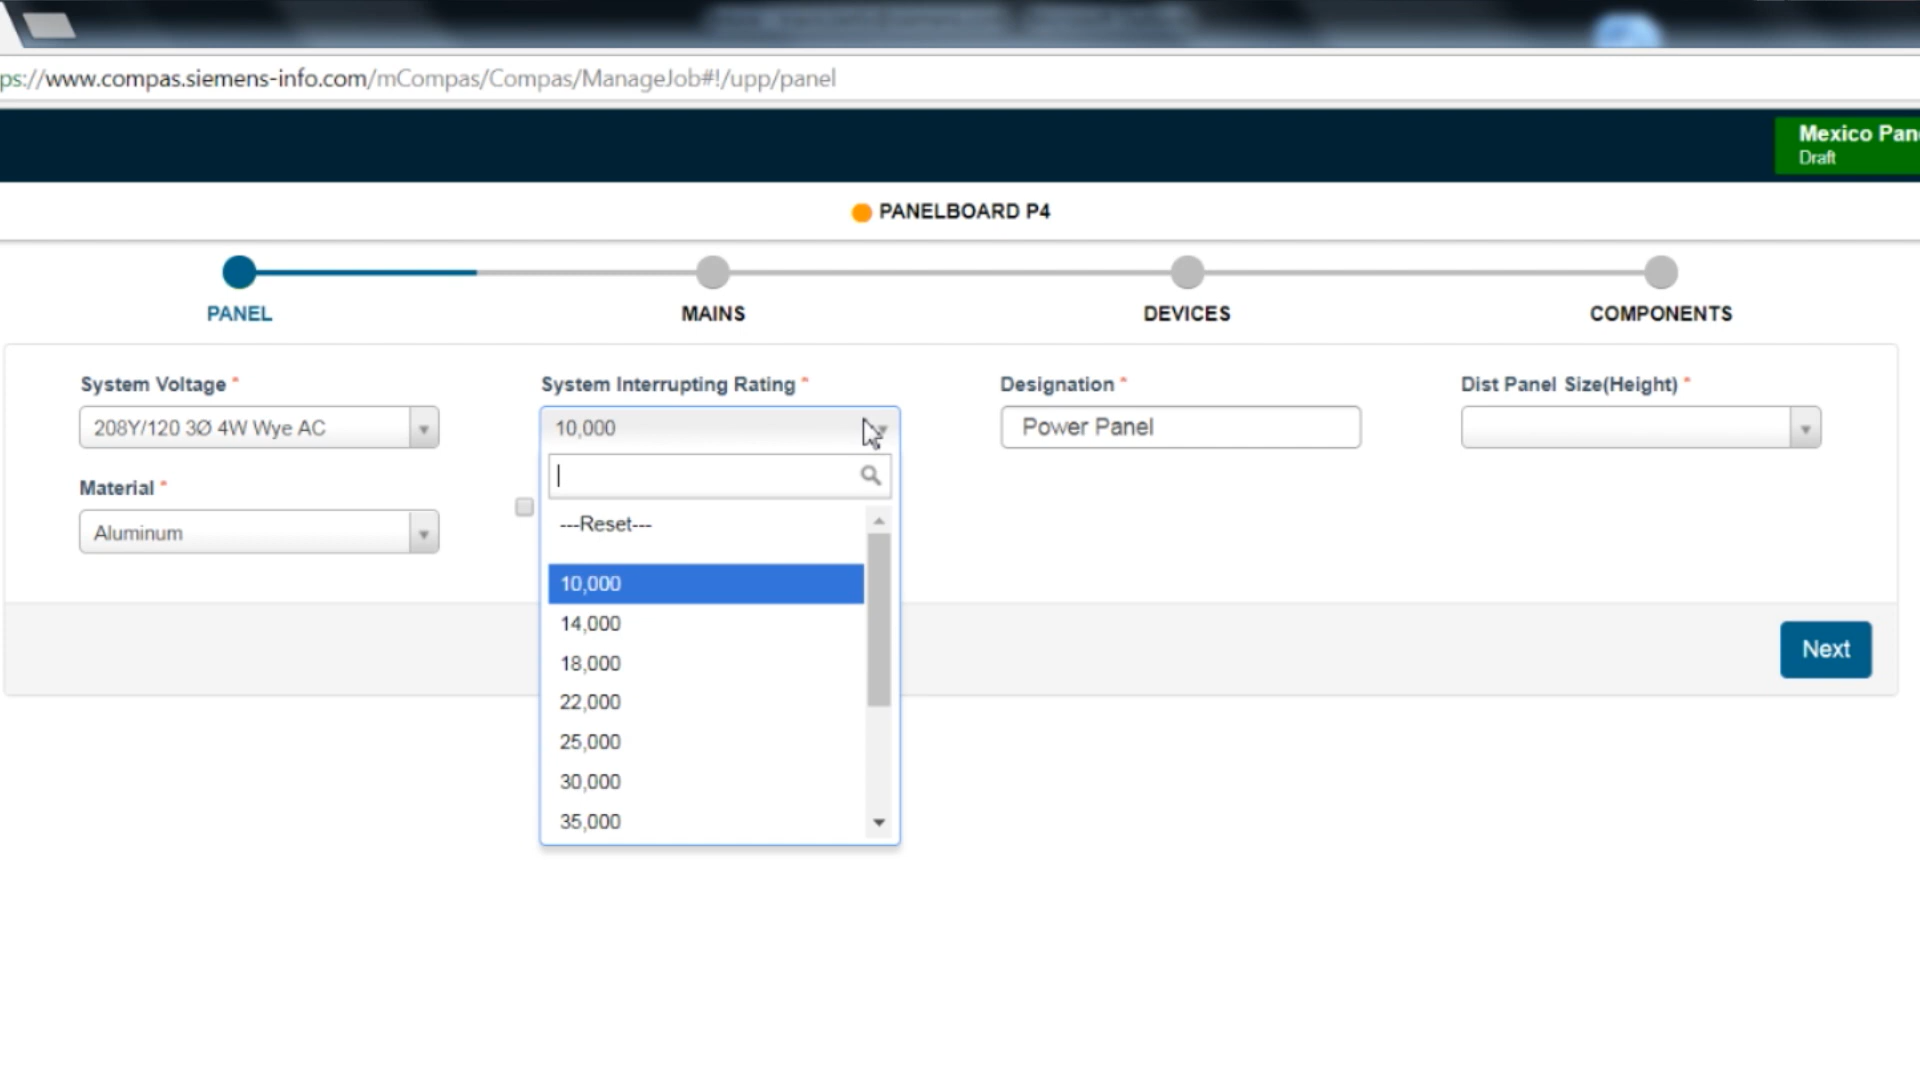 ps://www.compas.siemens-info.com/mCompas/Compas/ManageJob#!/upp/panel
Mexico Pan
Draft
PANELBOARD P4
PANEL
MAINS
DEVICES
COMPONENTS
System Voltage *
System Interrupting Rating *
Designation *
Dist Panel Size(Height) *
208Y/120 3Ø 4W Wye AC
10,000
Power Panel
Material *
Aluminum
---Reset---
10,000
14,000
18,000
22,000
25,000
30,000
35,000
Next